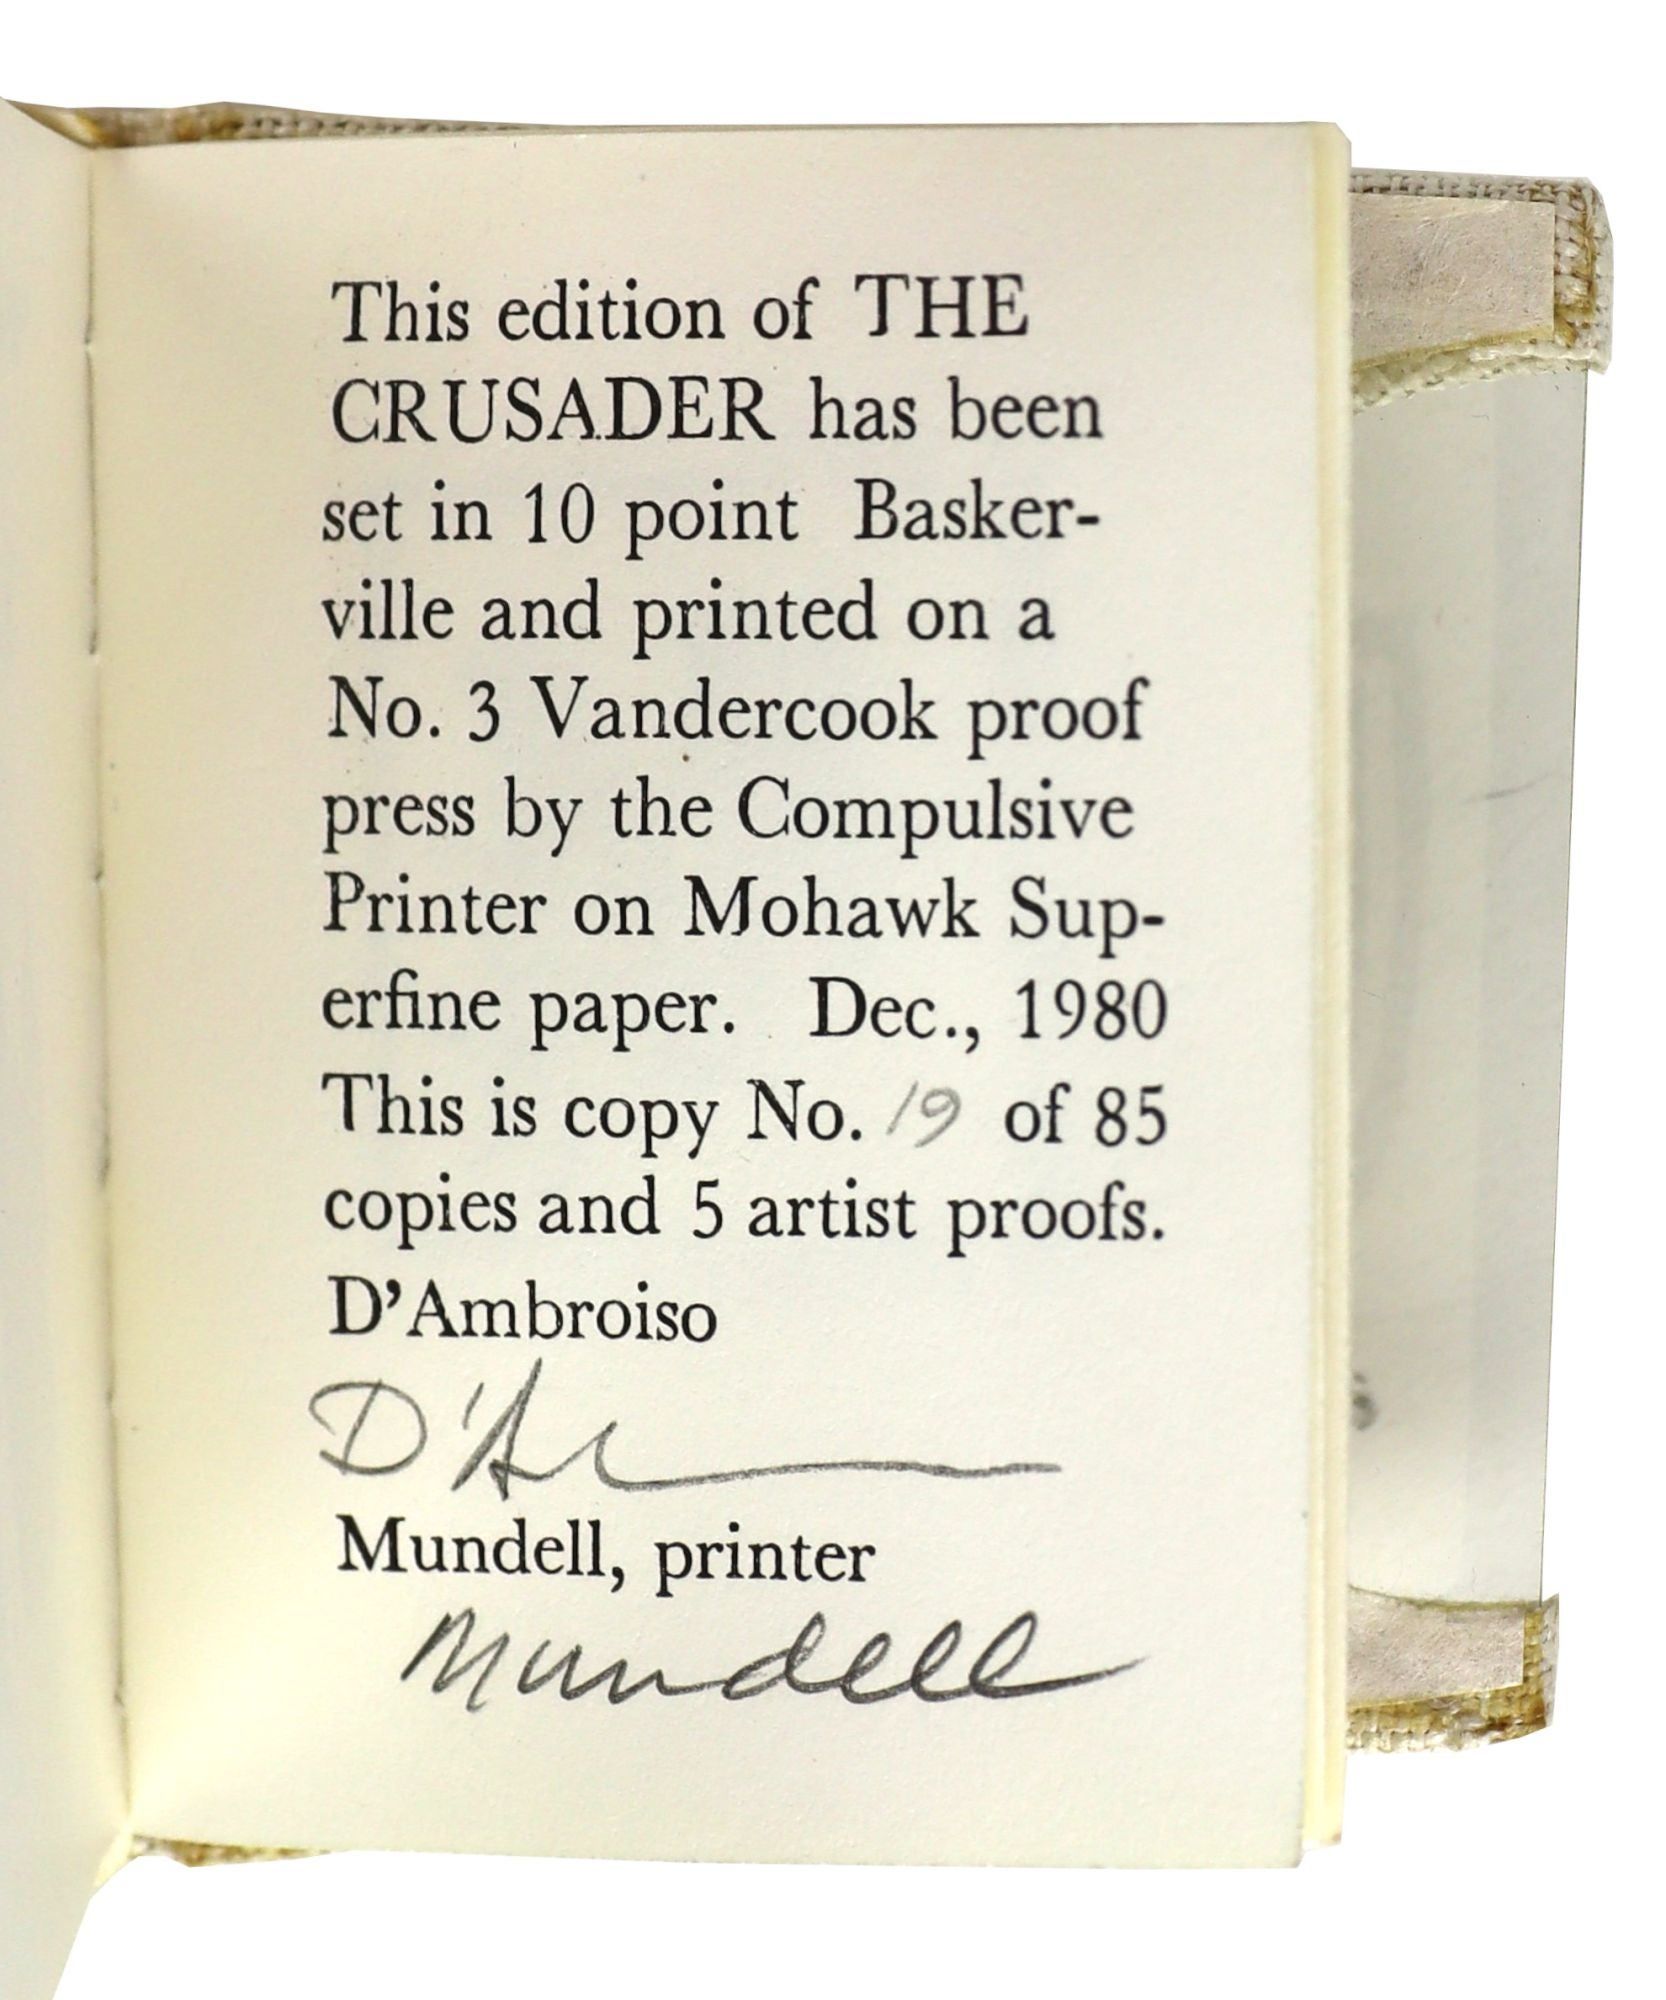 This edition of THE
CRUSADER has been
set in 10 point Basker-
ville and printed on a
No. 3 Vandercook proof
press by the Compulsive
Printer on Mohawk Sup-
erfine paper. Dec., 1980
This is copy No. 19 of 85
copies and 5 artist proofs.
D’Ambroiso
D'A
Mundell, printer
Mundell